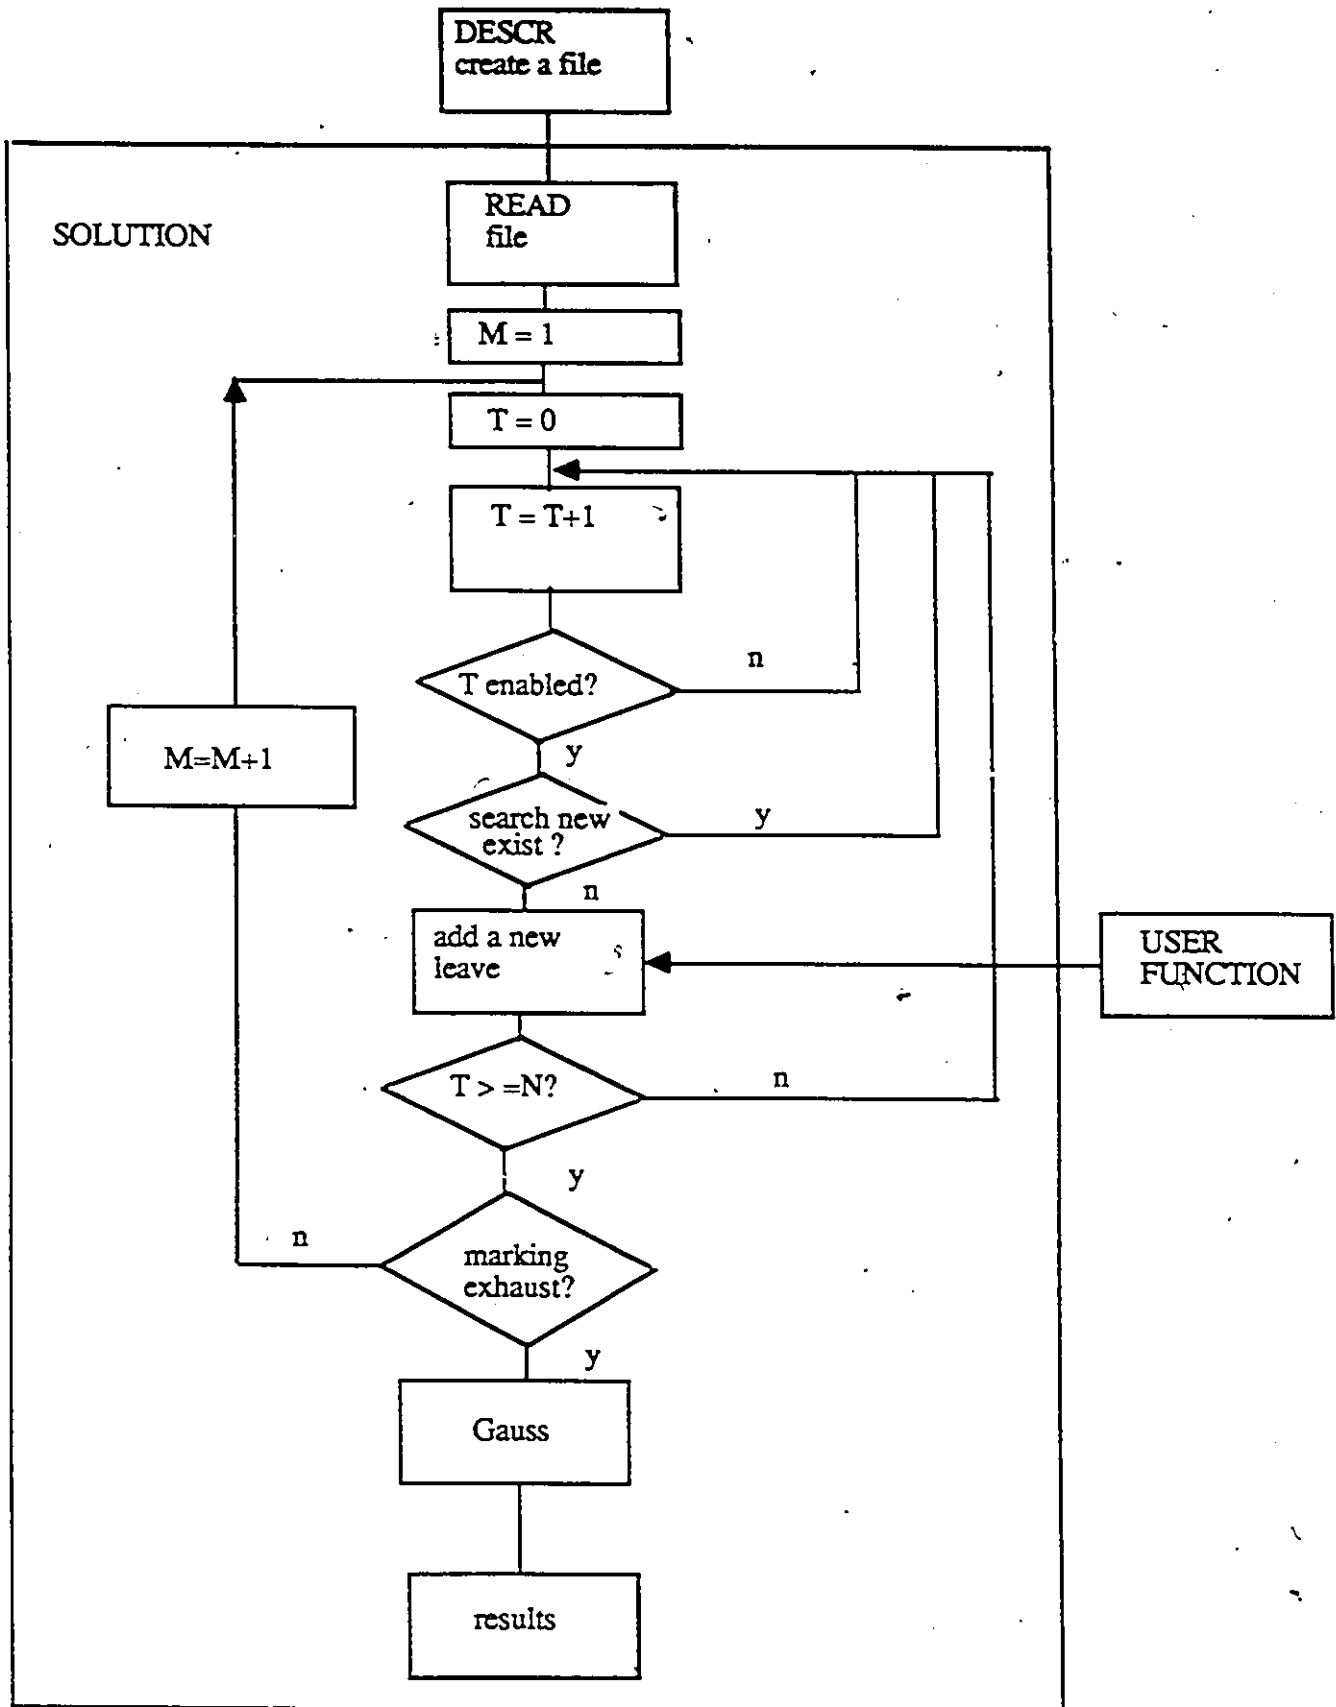 DESCR
create a file
SOLUTION
READ
file
M = 1
T = 0
T = T+1
T enabled?
n
y
M=M+1
search new
exist ?
y
n
add a new
leave
USER
FUNCTION
T > =N?
n
y
n
marking
exhaust?
y
Gauss
results